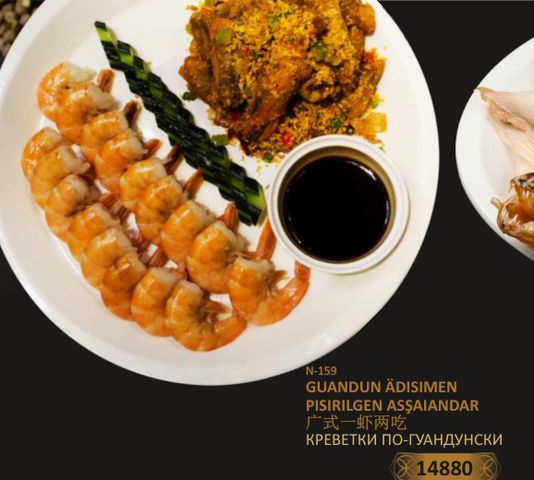 N-159
GUANDUN ÄDISIMEN
PISIRILGEN ASŞAIANDAR
广式一虾两吃
КРЕВЕТКИ ПО-ГУАНДУНСКИ
14880